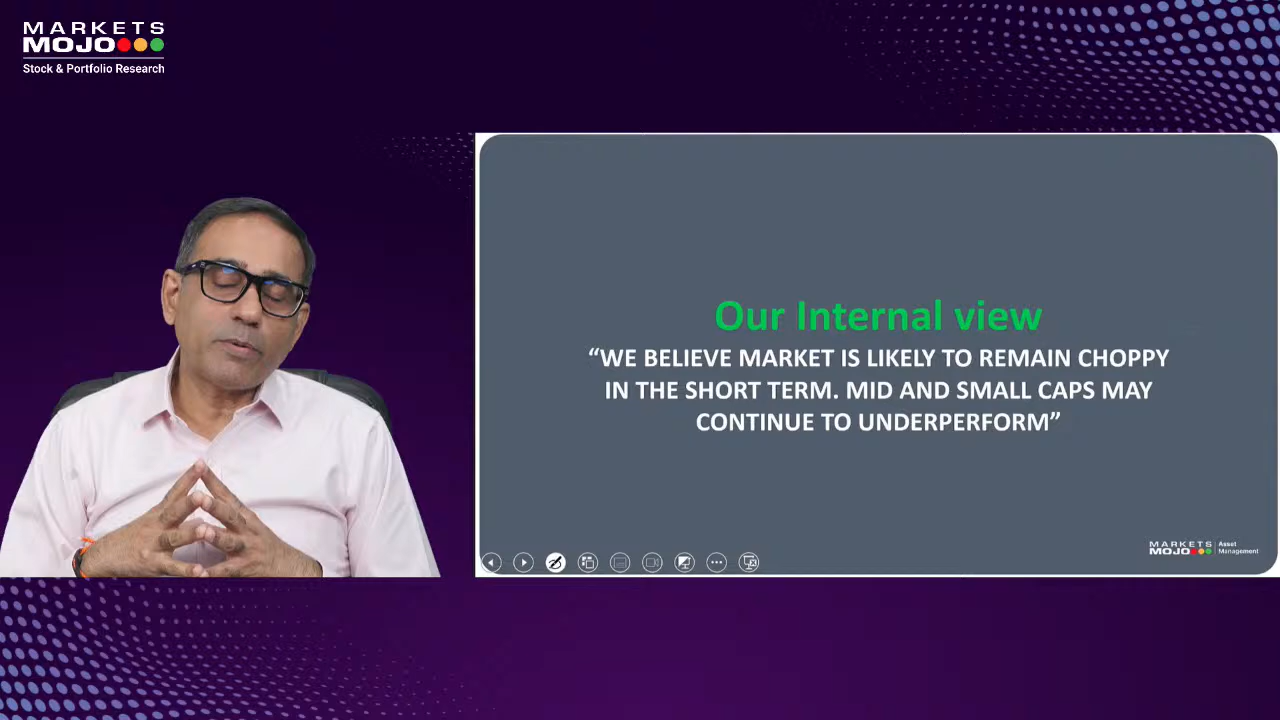 MARKETS
MOJO
Stock & Portfolio Research
Our Internal view
“WE BELIEVE MARKET IS LIKELY TO REMAIN CHOPPY
IN THE SHORT TERM. MID AND SMALL CAPS MAY
CONTINUE TO UNDERPERFORM”
MARKETS
MOJO
Asset
Management